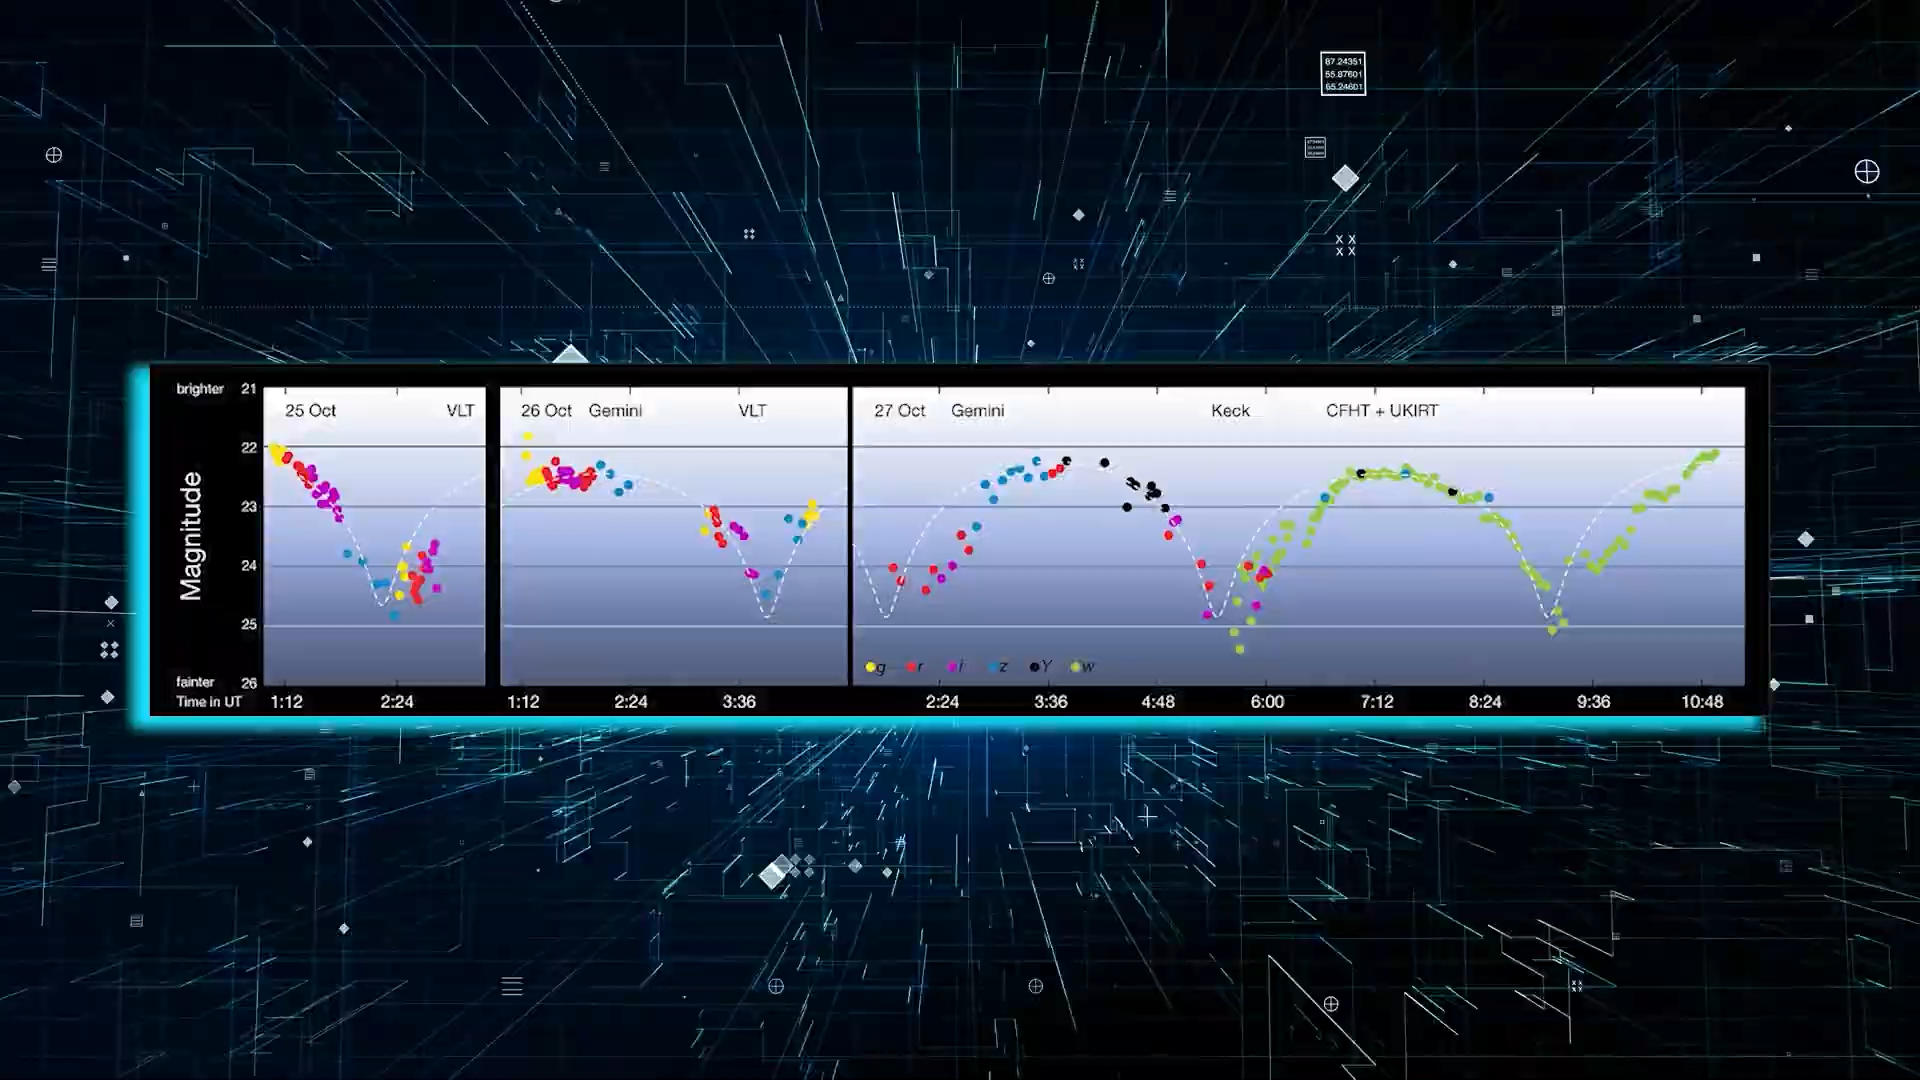 87.24351
55.87601
65.24601
brighter 21
25 Oct VLT 26 Oct Gemini VLT 27 Oct Gemini Keck CFHT + UKIRT
22
23
Magnitude
24
25
g r i z Y w
fainter 26
Time in UT 1:12 2:24 1:12 2:24 3:36 2:24 3:36 4:48 6:00 7:12 8:24 9:36 10:48